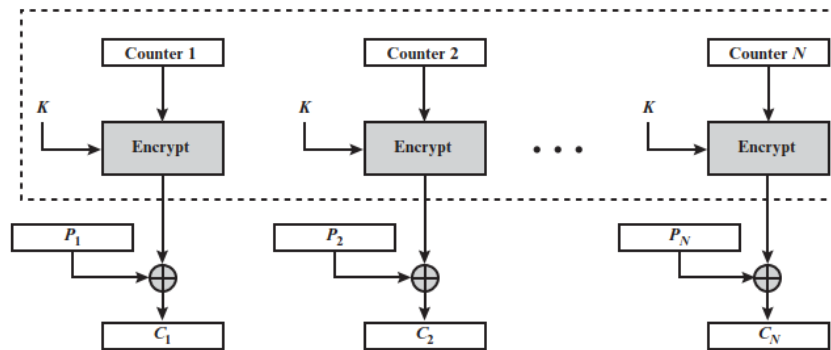 Counter 1 Counter 2 Counter N
K K K
Encrypt Encrypt Encrypt
P1 P2 PN
C1 C2 CN